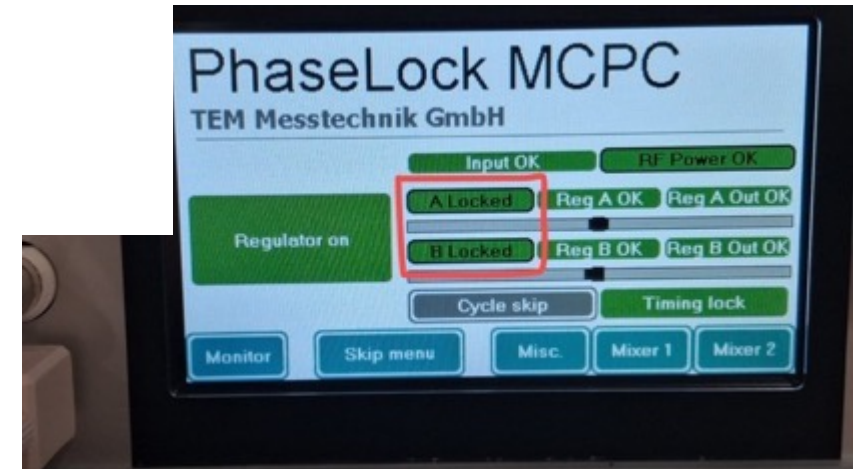 PhaseLock MCPC
TEM Messtechnik GmbH
Input OK RF Power OK
A Locked Reg A OK Reg A Out OK
Regulator on
B Locked Reg B OK Reg B Out OK
Cycle skip Timing lock
Monitor Skip menu Misc. Mixer 1 Mixer 2